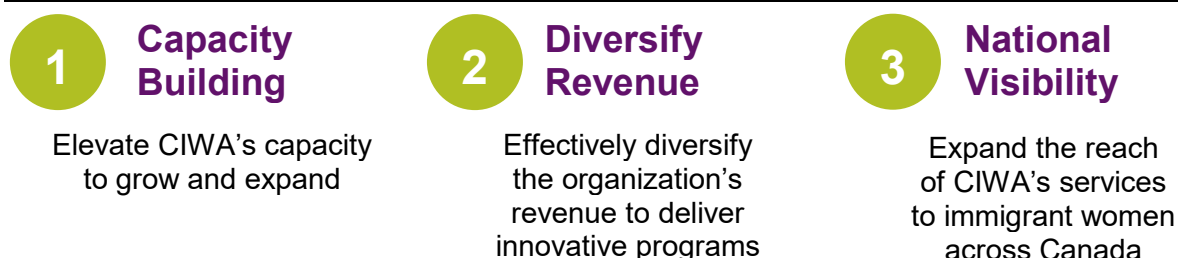 1
Capacity
Building
Elevate CIWA's capacity
to grow and expand
2
Diversify
Revenue
Effectively diversify
the organization's
revenue to deliver
innovative programs
3
National
Visibility
Expand the reach
of CIWA's services
to immigrant women
across Canada